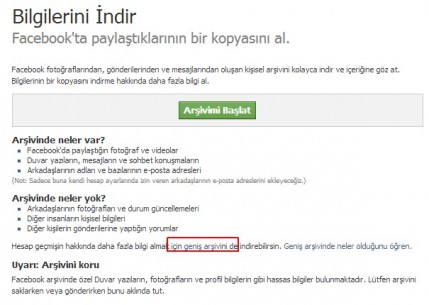 Bilgilerini İndir
Facebook'ta paylaştıklarının bir kopyasını al.
Facebook fotoğraflarından, gönderilerinden ve mesajlarından oluşan kişisel arşivini kolayca indir ve içeriğine göz at.
Bilgilerinin bir kopyasını indirme hakkında daha fazla bilgi al.
Arşivimi Başlat
Arşivinde neler var?
Facebook'da paylaştığın fotoğraf ve videolar
Duvar yazıların, mesajların ve sohbet konuşmaların
Arkadaşlarının adları ve bazılarının e-posta adresleri
(Not: Sadece buna kendi hesap ayarlarında izin veren arkadaşlarının e-posta adreslerini ekleyeceğiz.)
Arşivinde neler yok?
Arkadaşlarının fotoğrafları ve durum güncellemeleri
Diğer insanların kişisel bilgileri
Diğer kişilerin gönderilerine yaptığın yorumlar
Hesap geçmişin hakkında daha fazla bilgi almak için geniş arşivini de indirebilirsin. Geniş arşivinde neler olduğunu öğren.
Uyarı: Arşivini koru
Facebook arşivinde özel Duvar yazıların, fotoğrafların ve profil bilgilerin gibi hassas bilgiler bulunmaktadır. Lütfen arşivini
saklarken veya gönderirken bunu aklında tut.